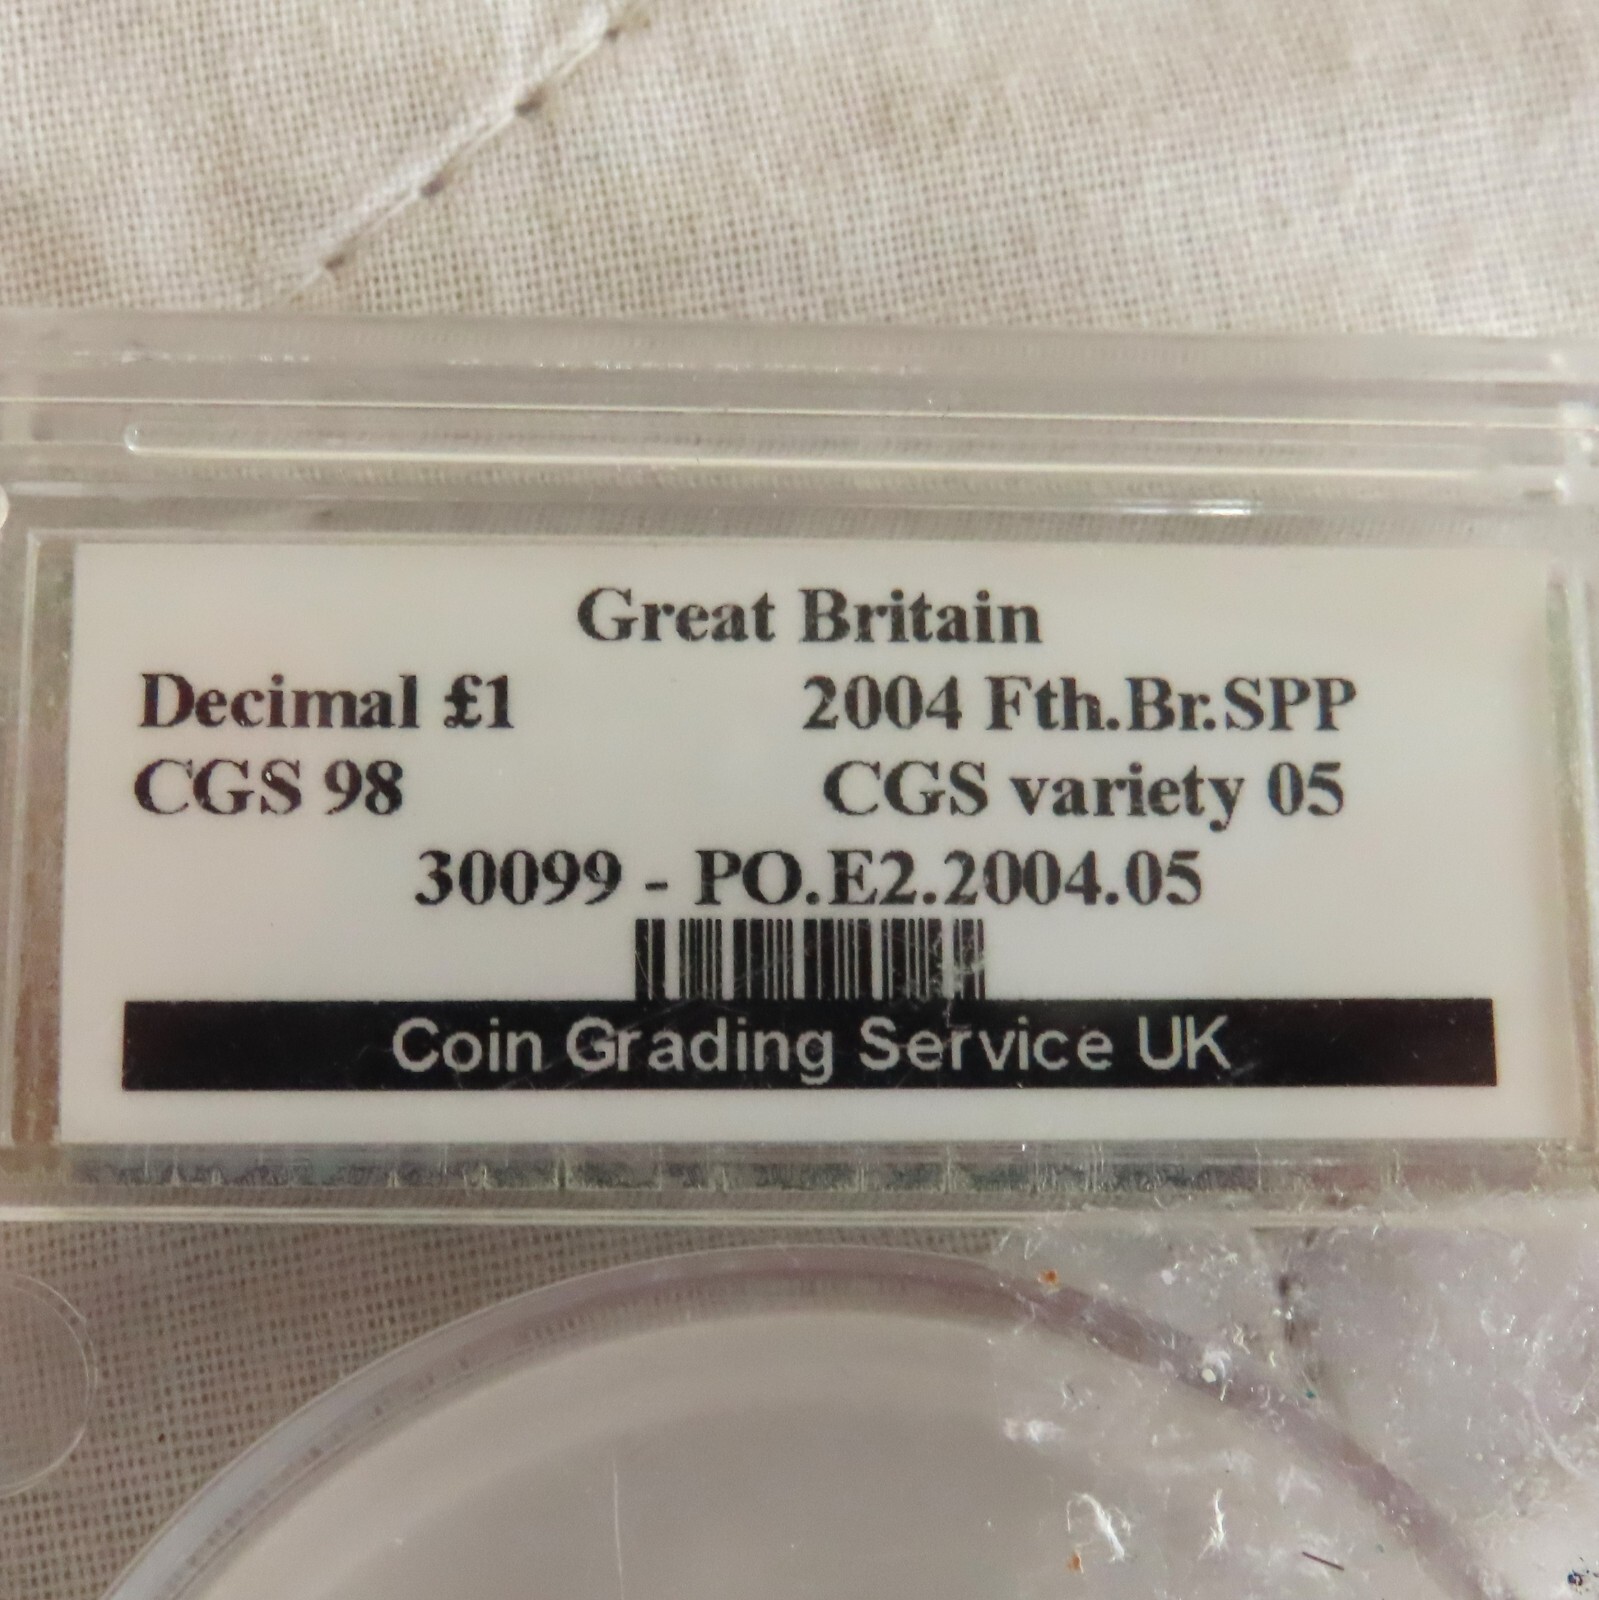 Great Britain
Decimal £1 2004 Fth.Br.SPP
CGS 98 CGS variety 05
30099 - PO.E2.2004.05
Coin Grading Service UK